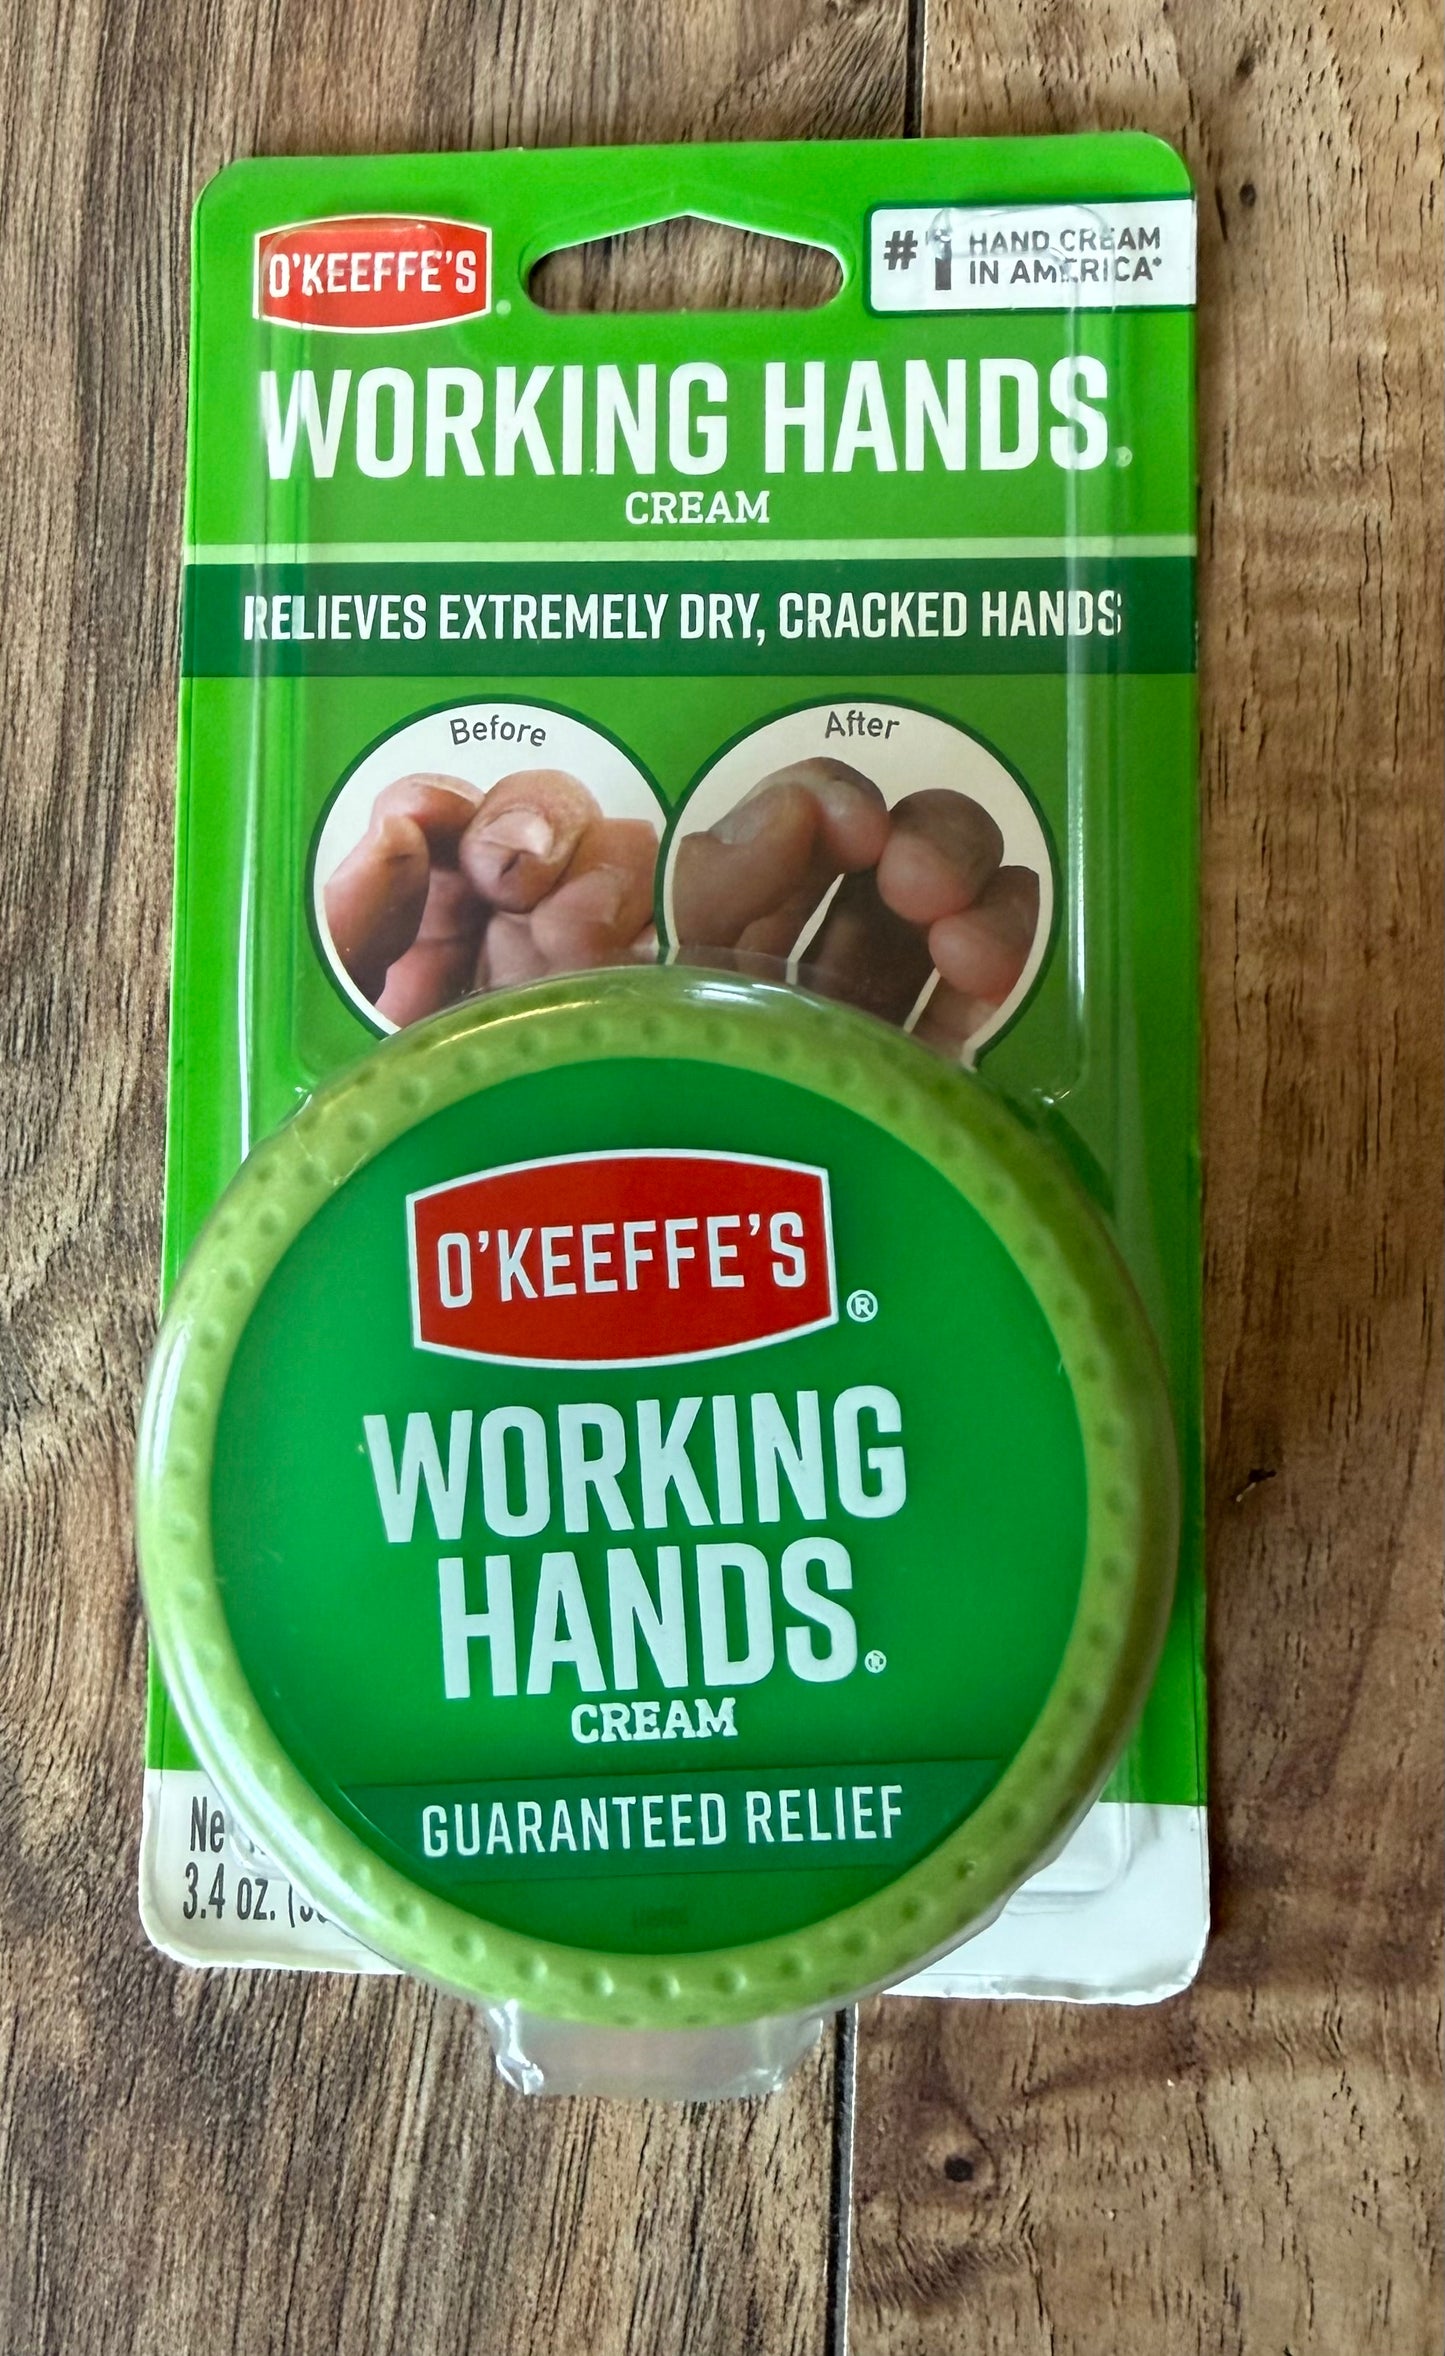 O'KEEFFE'S
#1 HAND CREAM
IN AMERICA*
WORKING HANDS®
CREAM
RELIEVES EXTREMELY DRY, CRACKED HANDS
Before
After
O'KEEFFE'S®
WORKING
HANDS®
CREAM
GUARANTEED RELIEF
3.4 oz.